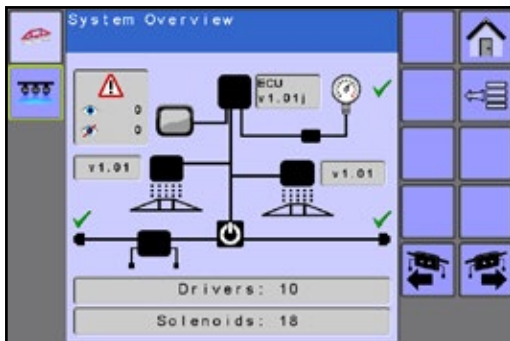 System Overview
ECU
v1.01j
0
0
v1.01
v1.01
Drivers: 10
Solenoids: 18